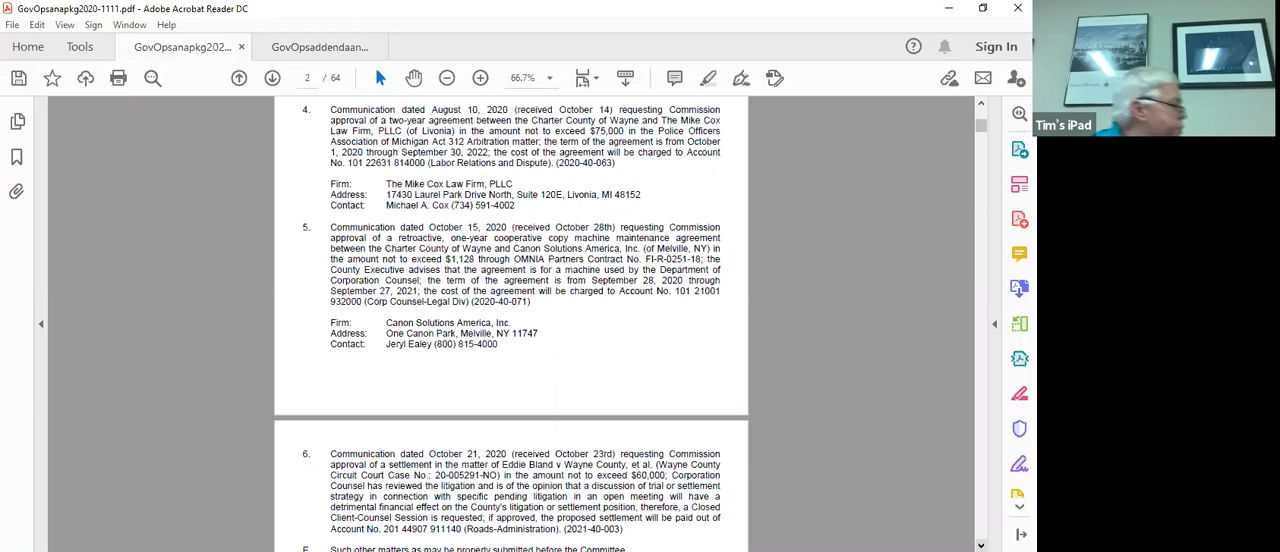 GovOpsanapkg2020-1111.pdf - Adobe Acrobat Reader DC
File Edit View Sign Window Help
Home Tools GovOpsanapkg202... × GovOpsaddendaan... Sign In
2 / 64 66.7%
4. Communication dated August 10, 2020 (received October 14) requesting Commission
approval of a two-year agreement between the Charter County of Wayne and The Mike Cox
Law Firm, PLLC (of Livonia) in the amount not to exceed $75,000 in the Police Officers
Association of Michigan Act 312 Arbitration matter; the term of the agreement is from October
1, 2020 through September 30, 2022; the cost of the agreement will be charged to Account
No. 101 22631 814000 (Labor Relations and Dispute). (2020-40-063)
Firm: The Mike Cox Law Firm, PLLC
Address: 17430 Laurel Park Drive North, Suite 120E, Livonia, MI 48152
Contact: Michael A. Cox (734) 591-4002
5. Communication dated October 15, 2020 (received October 28th) requesting Commission
approval of a retroactive, one-year cooperative copy machine maintenance agreement
between the Charter County of Wayne and Canon Solutions America, Inc. (of Melville, NY) in
the amount not to exceed $1,128 through OMNIA Partners Contract No. FI-R-0251-18; the
County Executive advises that the agreement is for a machine used by the Department of
Corporation Counsel; the term of the agreement is from September 28, 2020 through
September 27, 2021; the cost of the agreement will be charged to Account No. 101 21001
932000 (Corp Counsel-Legal Div) (2020-40-071)
Firm: Canon Solutions America, Inc.
Address: One Canon Park, Melville, NY 11747
Contact: Jeryl Ealey (800) 815-4000
6. Communication dated October 21, 2020 (received October 23rd) requesting Commission
approval of a settlement in the matter of Eddie Bland v Wayne County, et al. (Wayne County
Circuit Court Case No.: 20-005291-NO) in the amount not to exceed $60,000; Corporation
Counsel has reviewed the litigation and is of the opinion that a discussion of trial or settlement
strategy in connection with specific pending litigation in an open meeting will have a
detrimental financial effect on the County's litigation or settlement position, therefore, a Closed
Client-Counsel Session is requested; if approved, the proposed settlement will be paid out of
Account No. 201 44907 911140 (Roads-Administration). (2021-40-003)
F. Such other matters as may be properly submitted before the Committee.
Tim's iPad